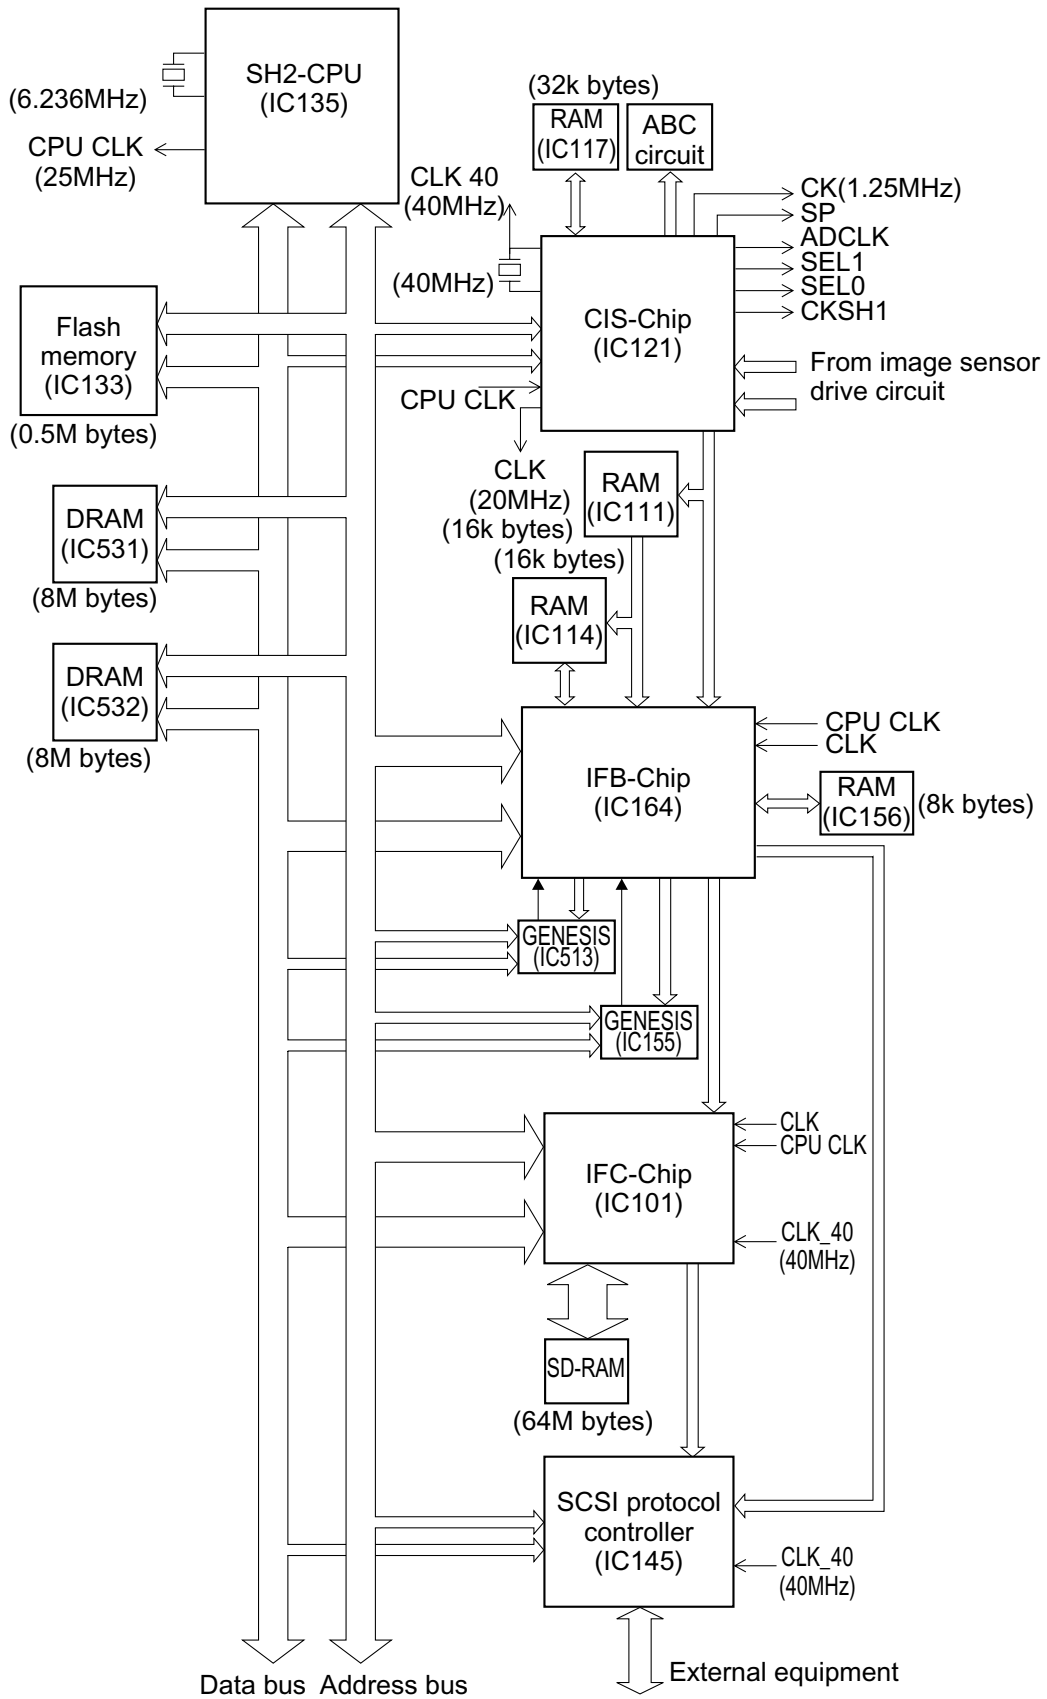 SH2-CPU
(IC135)
(6.236MHz)
CPU CLK
(25MHz)
(32k bytes)
RAM
(IC117)
ABC
circuit
CLK 40
(40MHz)
(40MHz)
CK(1.25MHz)
SP
ADCLK
SEL1
SEL0
CKSH1
CIS-Chip
(IC121)
From image sensor
drive circuit
CPU CLK
Flash
memory
(IC133)
(0.5M bytes)
CLK
(20MHz)
(16k bytes)
RAM
(IC111)
DRAM
(IC531)
(8M bytes)
(16k bytes)
RAM
(IC114)
DRAM
(IC532)
(8M bytes)
IFB-Chip
(IC164)
CPU CLK
CLK
RAM
(IC156)
(8k bytes)
GENESIS
(IC513)
GENESIS
(IC155)
IFC-Chip
(IC101)
CLK
CPU CLK
CLK_40
(40MHz)
SD-RAM
(64M bytes)
SCSI protocol
controller
(IC145)
CLK_40
(40MHz)
Data bus
Address bus
External equipment